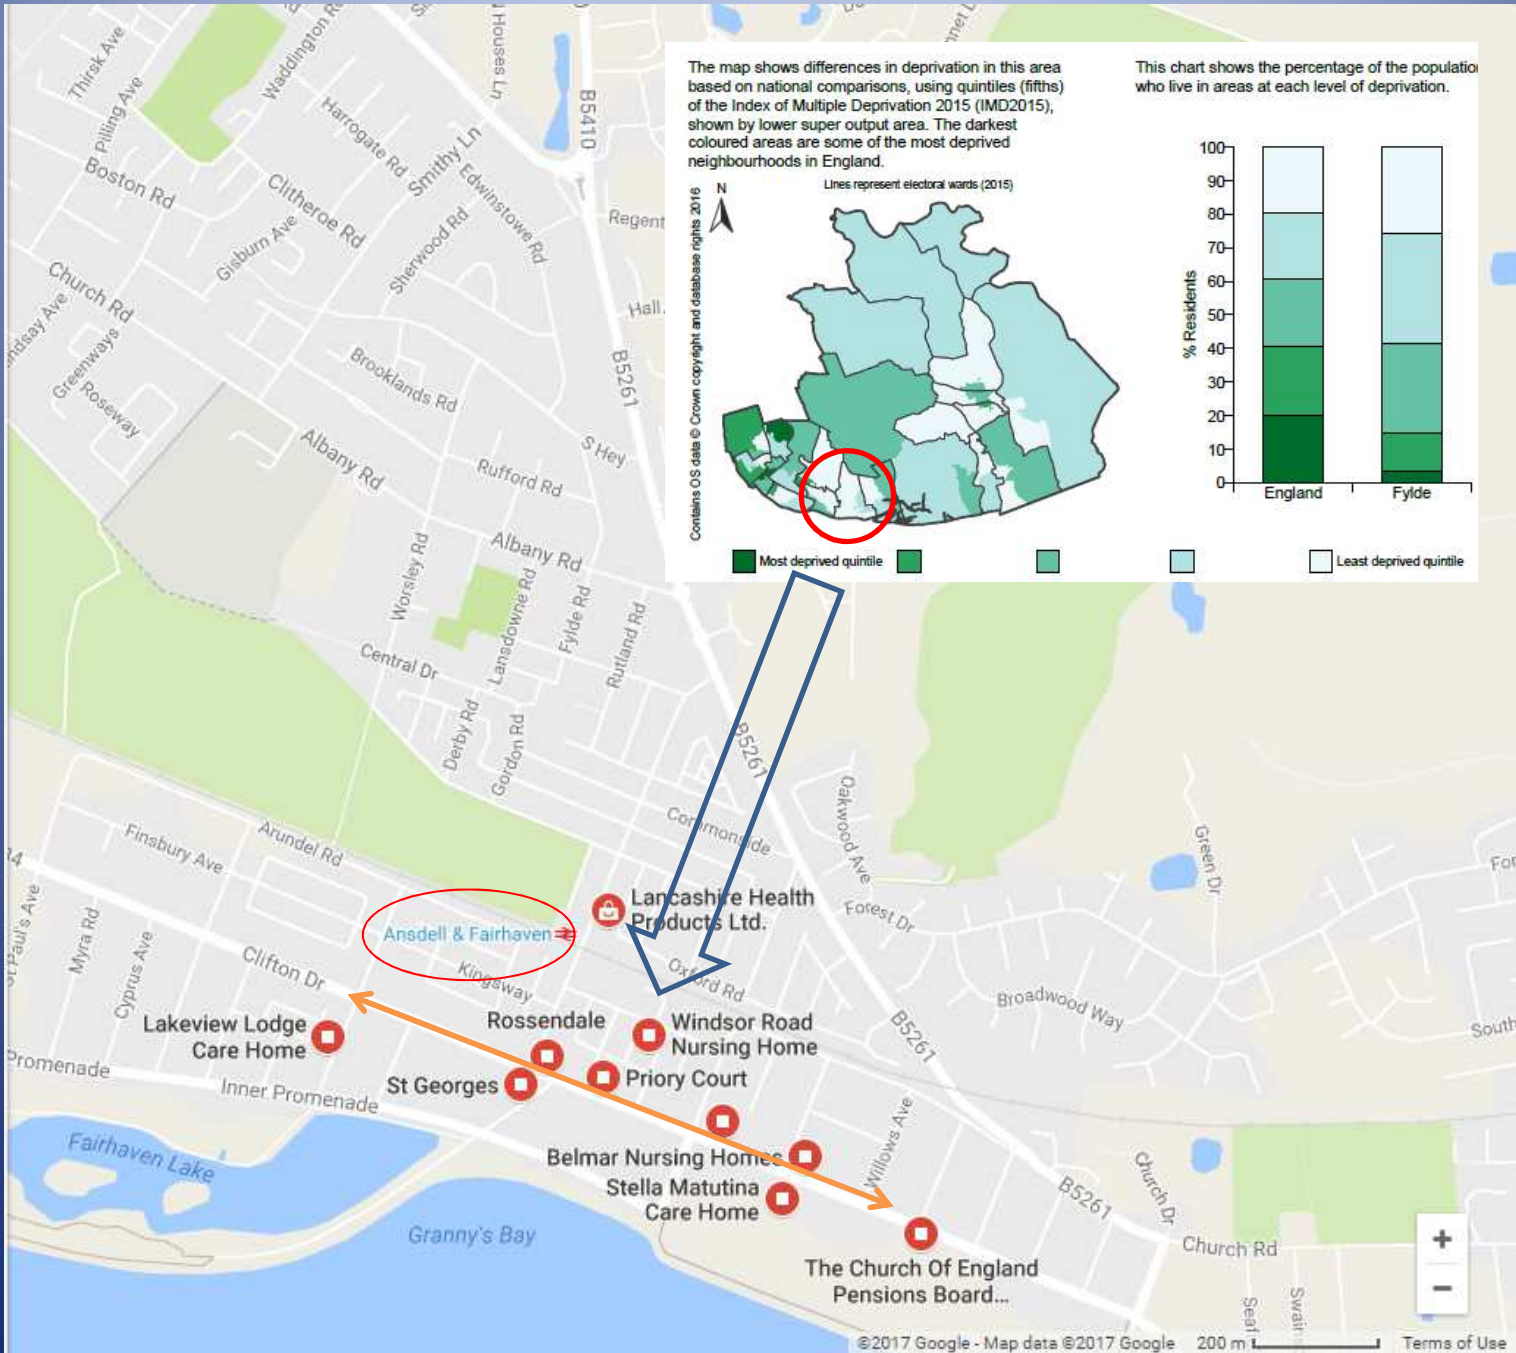 The map shows differences in deprivation in this area
based on national comparisons, using quintiles (fifths)
of the Index of Multiple Deprivation 2015 (IMD2015),
shown by lower super output area. The darkest
coloured areas are some of the most deprived
neighbourhoods in England.
This chart shows the percentage of the population
who live in areas at each level of deprivation.
Lines represent electoral wards (2015)
N
Contains OS data © Crown copyright and database rights 2016
% Residents
100
90
80
70
60
50
40
30
20
10
0
England
Fylde
Most deprived quintile
Least deprived quintile
Thirsk Ave
Pilling Ave
Waddington Rd
Houses Ln
B5410
Boston Rd
Harrogate Rd
Smithy Ln
Edwinstowe Rd
Clitheroe Rd
Gisburn Ave
Sherwood Rd
Regent
Church Rd
Hall
Greenways
Roseway
Brooklands Rd
B5261
S Hey
Albany Rd
Rufford Rd
Albany Rd
Worsley Rd
Lansdowne Rd
Fylde Rd
Rutland Rd
Central Dr
Derby Rd
Gordon Rd
B5261
Commonside
Oakwood Ave
Green Dr
Forest Dr
Finsbury Ave
Arundel Rd
Lancashire Health
Products Ltd.
Ansdell & Fairhaven
Kingsway
Oxford Rd
St Paul's Ave
Myra Rd
Cyprus Ave
Clifton Dr
Broadwood Way
B5261
South
Lakeview Lodge
Care Home
Rossendale
Windsor Road
Nursing Home
St Georges
Priory Court
Promenade
Inner Promenade
Belmar Nursing Homes
Willows Ave
Stella Matutina
Care Home
Fairhaven Lake
Granny's Bay
B5261
Church Dr
Church Rd
The Church Of England
Pensions Board...
Seaf
Swain
+
−
©2017 Google - Map data ©2017 Google
200 m
Terms of Use